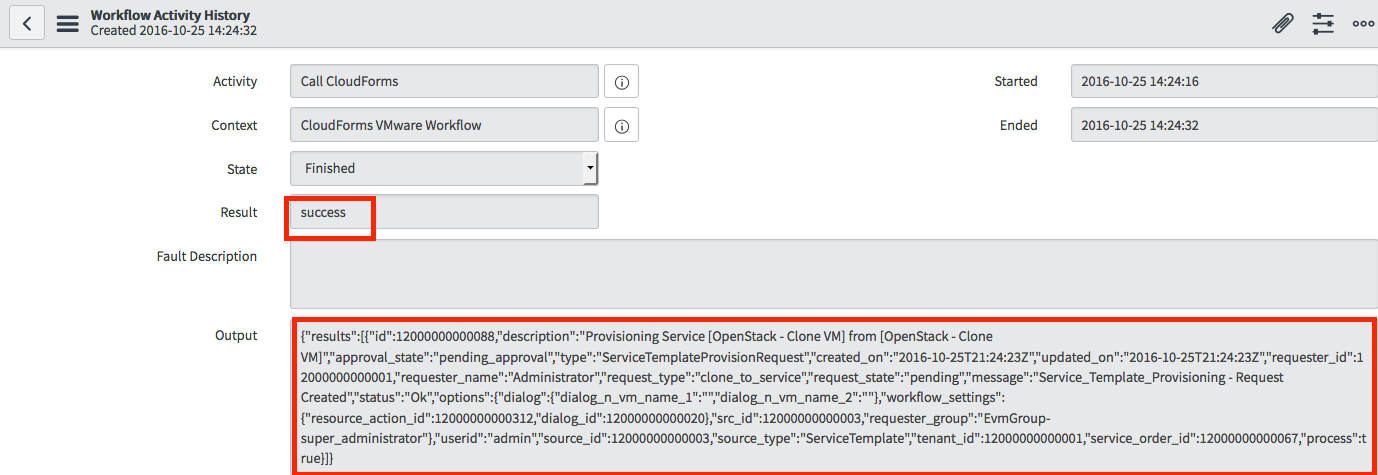 Workflow Activity History
Created 2016-10-25 14:24:32
Activity
Call CloudForms
Started
2016-10-25 14:24:16
Context
CloudForms VMware Workflow
Ended
2016-10-25 14:24:32
State
Finished
Result
success
Fault Description
Output
{"results":[{"id":12000000000088,"description":"Provisioning Service [OpenStack - Clone VM] from [OpenStack - Clone
VM]","approval_state":"pending_approval","type":"ServiceTemplateProvisionRequest","created_on":"2016-10-25T21:24:23Z","updated_on":"2016-10-25T21:24:23Z","requester_id":1
2000000000001,"requester_name":"Administrator","request_type":"clone_to_service","request_state":"pending","message":"Service_Template_Provisioning - Request
Created","status":"Ok","options":{"dialog":{"dialog_n_vm_name_1":"","dialog_n_vm_name_2":""},"workflow_settings":
{"resource_action_id":12000000000312,"dialog_id":12000000000020},"src_id":12000000000003,"requester_group":"EvmGroup-
super_administrator"},"userid":"admin","source_id":12000000000003,"source_type":"ServiceTemplate","tenant_id":12000000000001,"service_order_id":12000000000067,"process":t
rue}]}